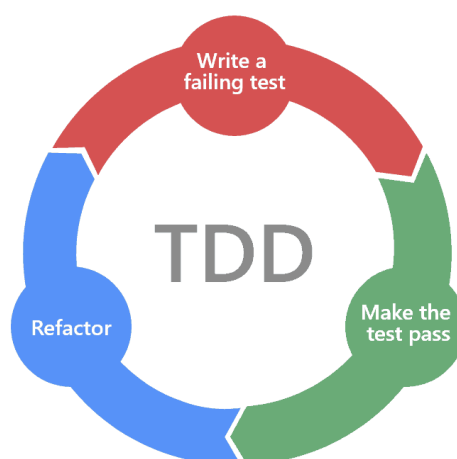 Write a
failing test
TDD
Make the
test pass
Refactor